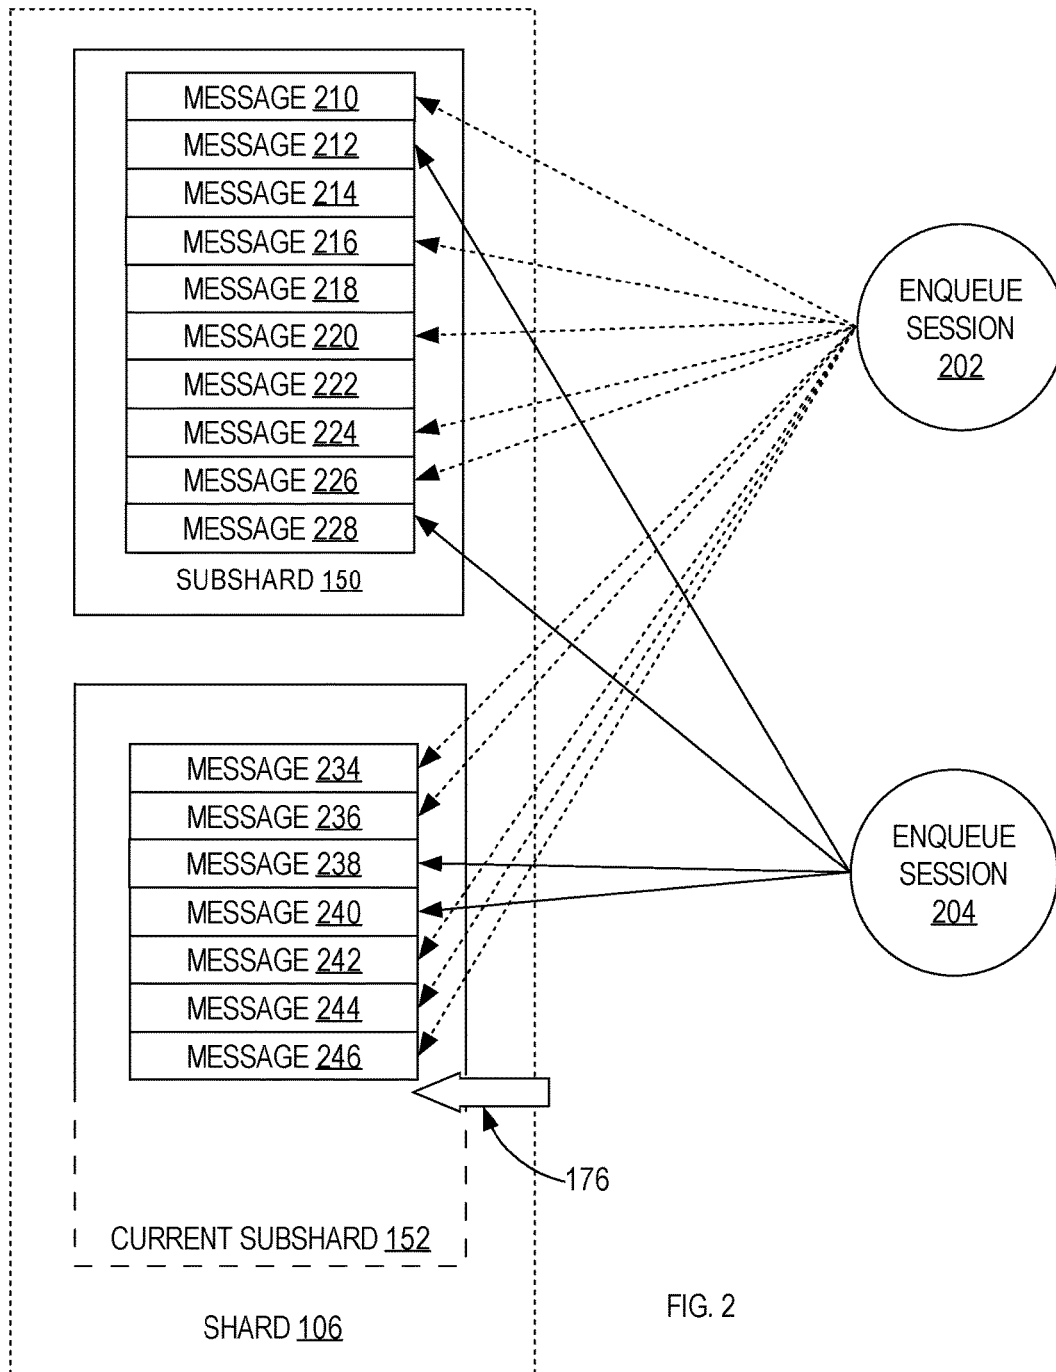 MESSAGE 210
MESSAGE 212
MESSAGE 214
MESSAGE 216
MESSAGE 218
MESSAGE 220
MESSAGE 222
MESSAGE 224
MESSAGE 226
MESSAGE 228
SUBSHARD 150
ENQUEUE
SESSION
202
MESSAGE 234
MESSAGE 236
MESSAGE 238
MESSAGE 240
MESSAGE 242
MESSAGE 244
MESSAGE 246
ENQUEUE
SESSION
204
176
CURRENT SUBSHARD 152
SHARD 106
FIG. 2